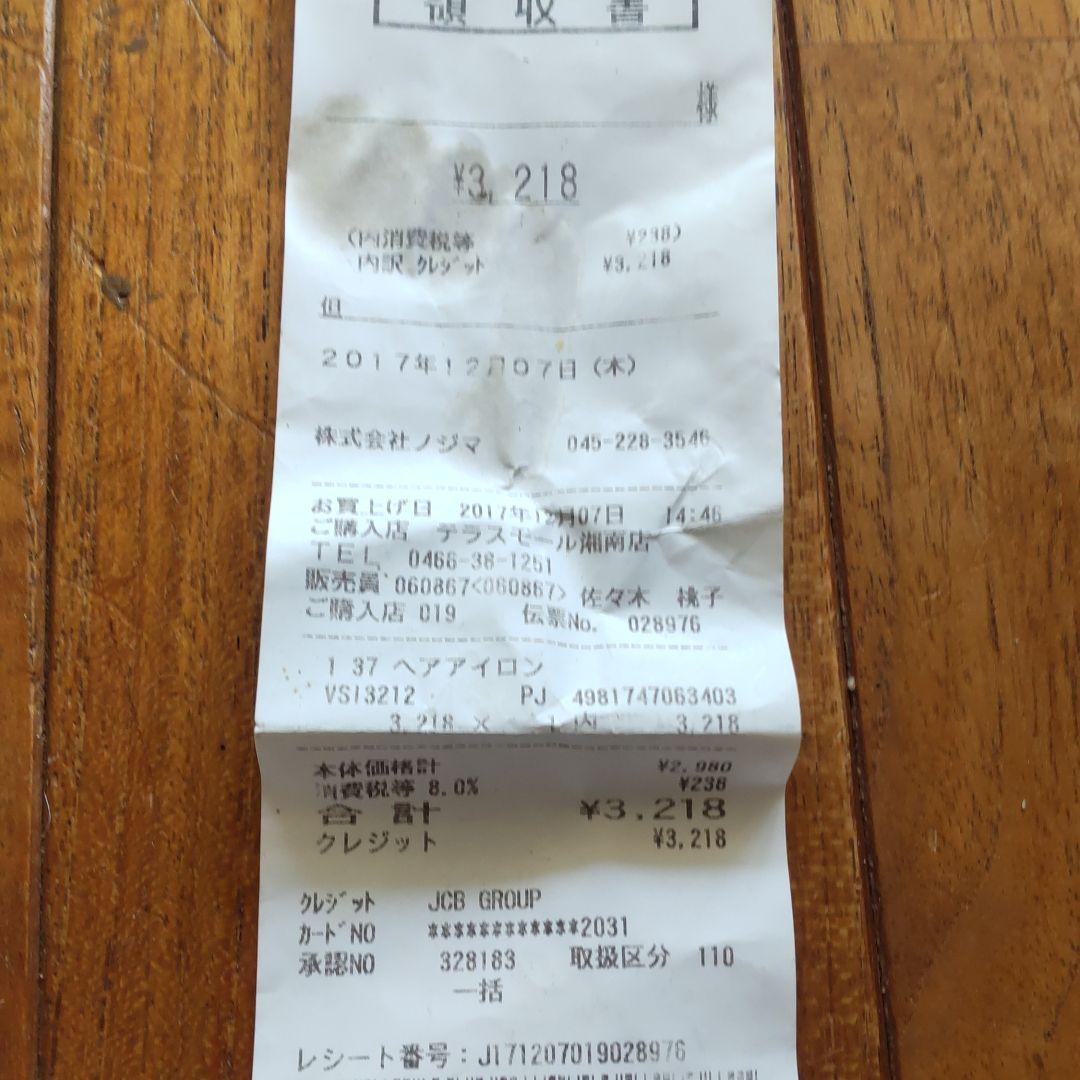 領収書
様
¥3,218
(内消費税等 ¥238)
内訳 クレジット ¥3,218
但
2017年12月07日(木)
株式会社ノジマ 045-228-3546
お買上げ日 2017年12月07日 14:46
ご購入店 テラスモール湘南店
TEL 0466-38-1251
販売員 060867<060867> 佐々木 桃子
ご購入店 019 伝票No. 028976
1 37 ヘアアイロン
VSI3212 PJ 4981747063403
3,218 × 1 内 3,218
本体価格計 ¥2,980
消費税等 8.0% ¥238
合計 ¥3,218
クレジット ¥3,218
クレジット JCB GROUP
カードNO ************2031
承認NO 328183 取扱区分 110
一括
レシート番号:J171207019028976